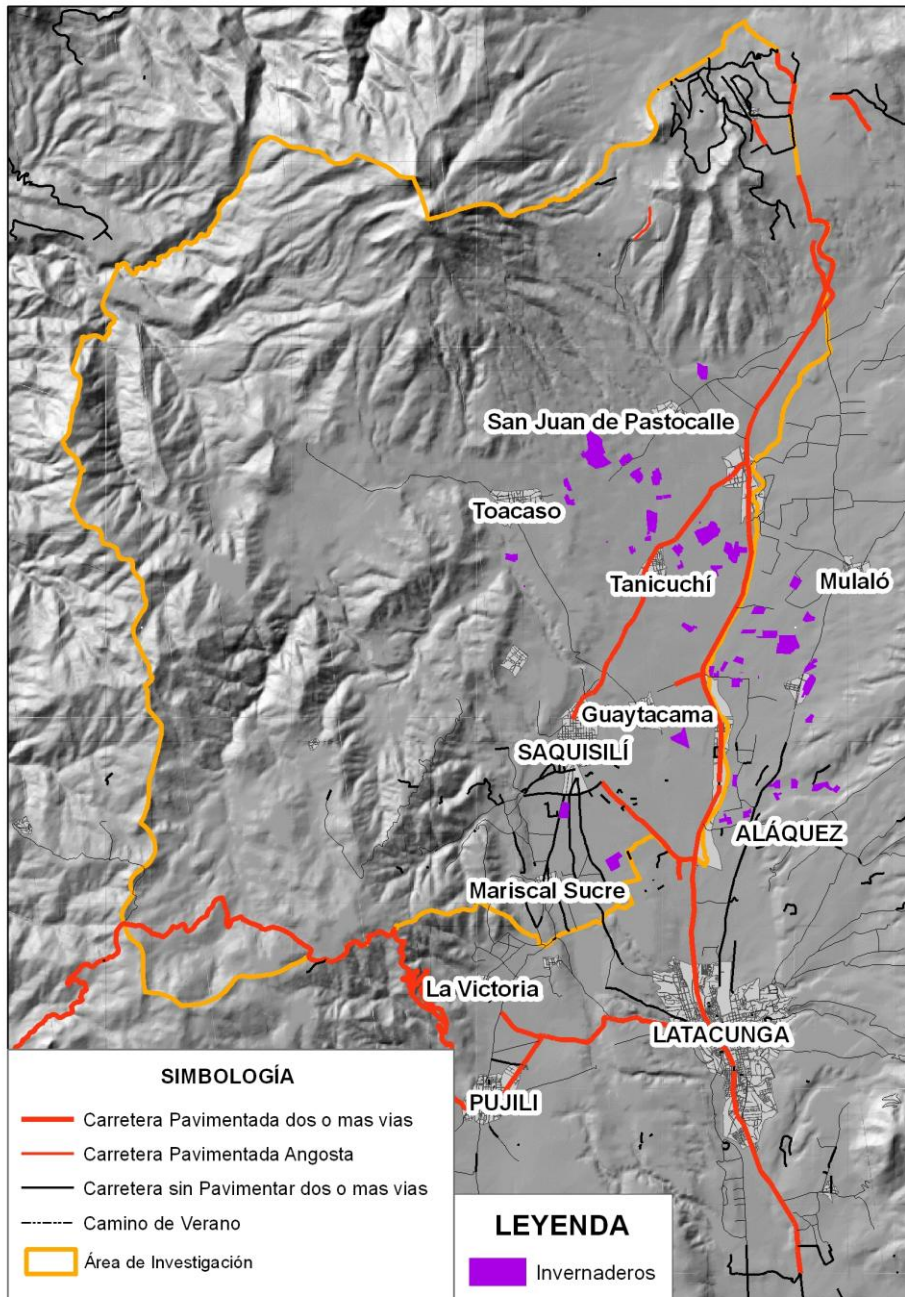 San Juan de Pastocalle
Toacaso
Tanicuchí
Mulaló
Guaytacama
SAQUISILÍ
ALÁQUEZ
Mariscal Sucre
La Victoria
LATACUNGA
PUJILI
SIMBOLOGÍA
Carretera Pavimentada dos o mas vias
Carretera Pavimentada Angosta
Carretera sin Pavimentar dos o mas vias
Camino de Verano
Área de Investigación
LEYENDA
Invernaderos